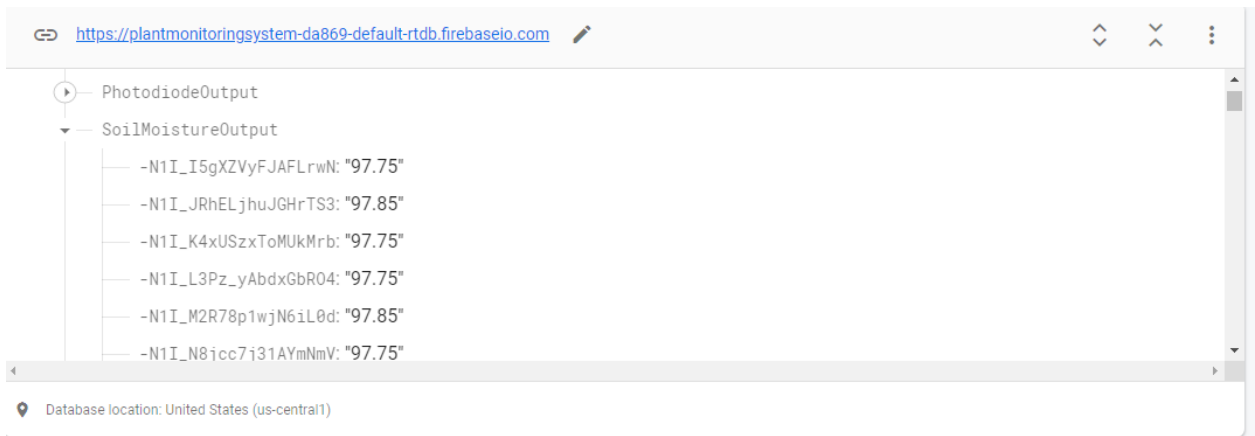 https://plantmonitoringsystem-da869-default-rtdb.firebaseio.com
PhotodiodeOutput
SoilMoistureOutput
-N1I_I5gXZVyFJAFLrwN: "97.75"
-N1I_JRhELjhuJGHrTS3: "97.85"
-N1I_K4xUSzxToMUkMrb: "97.75"
-N1I_L3Pz_yAbdxGbRO4: "97.75"
-N1I_M2R78p1wjN6iL0d: "97.85"
-N1I_N8jcc7j31AYmNmV: "97.75"
Database location: United States (us-central1)